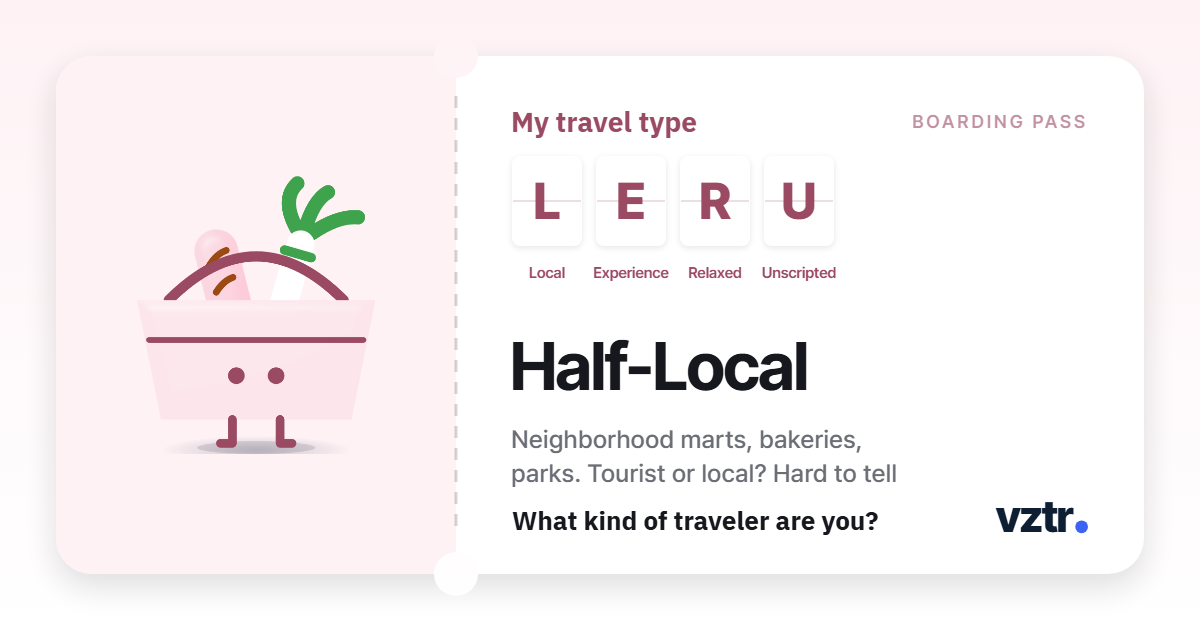 My travel type
BOARDING PASS
L E R U
Local Experience Relaxed Unscripted
Half-Local
Neighborhood marts, bakeries,
parks. Tourist or local? Hard to tell
What kind of traveler are you?
vztr.